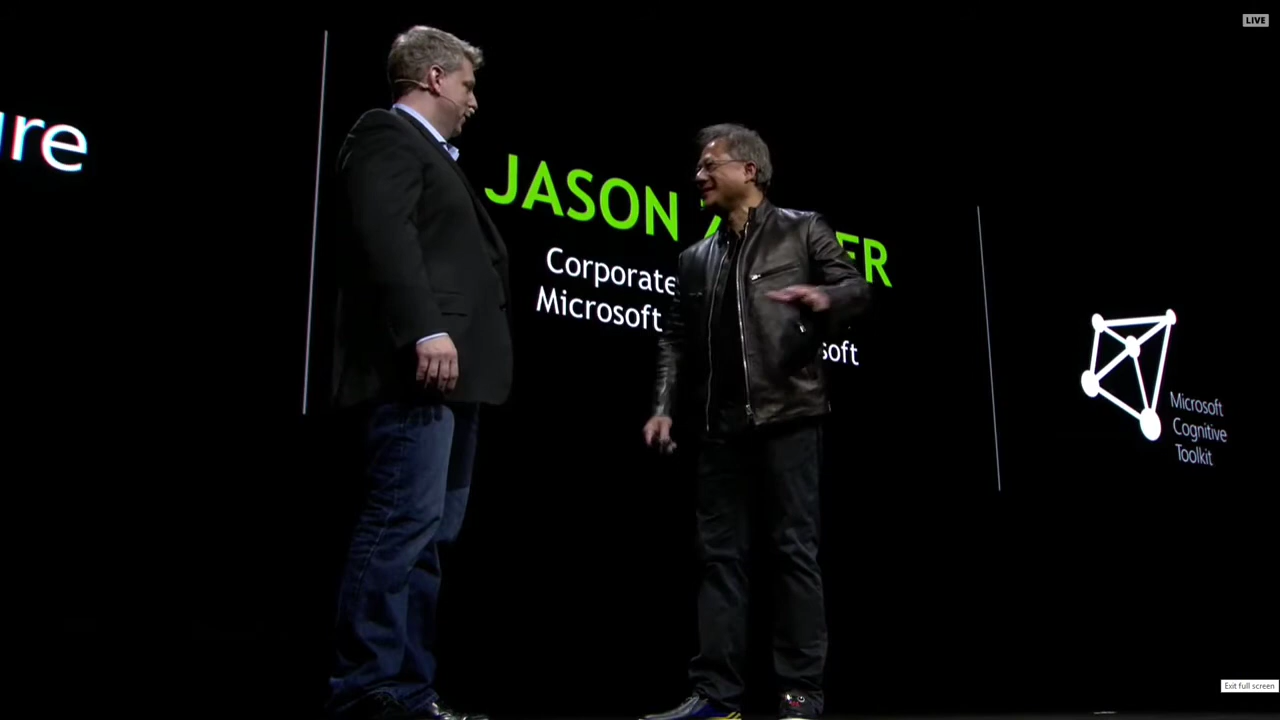 LIVE
ure
JASON
ER
Corporate
Microsoft
soft
Microsoft
Cognitive
Toolkit
Exit full screen